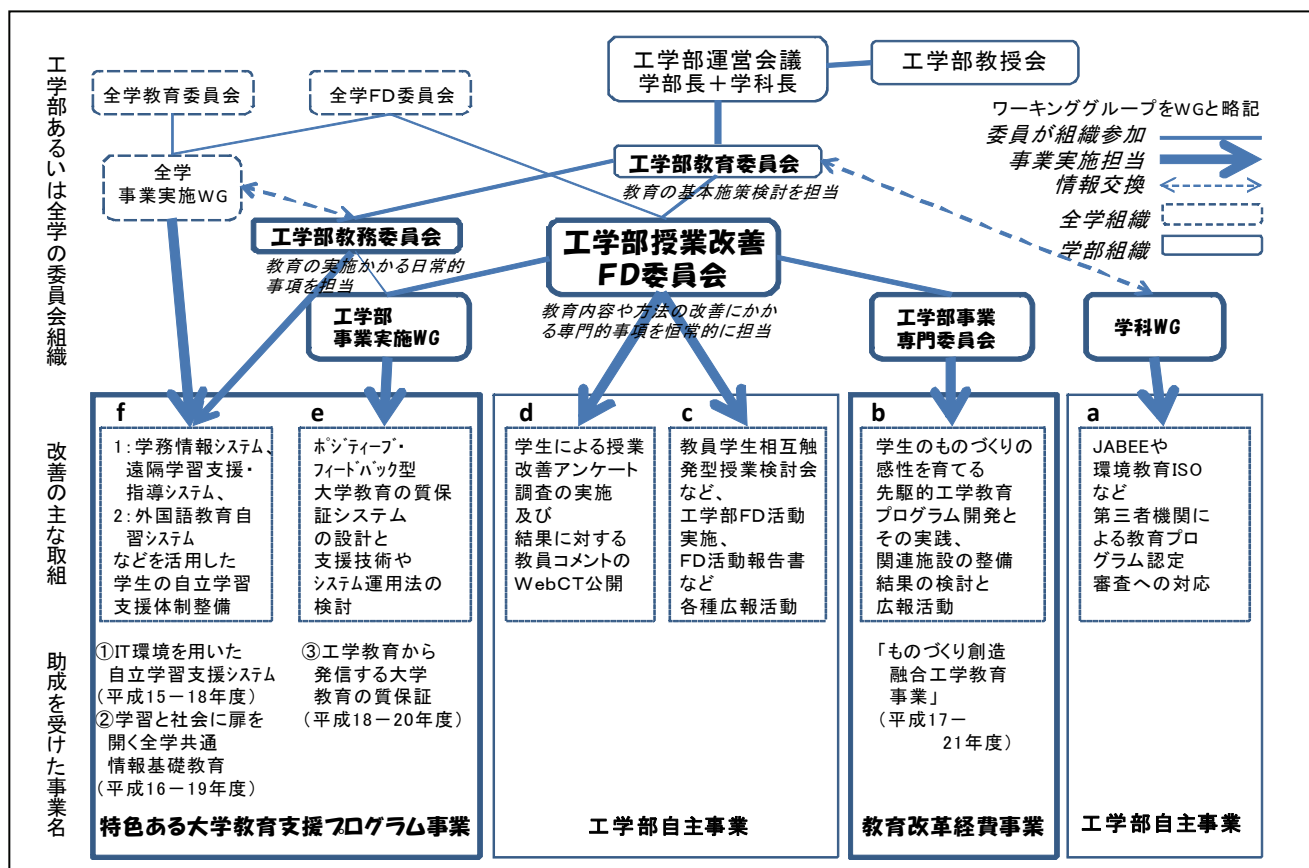 工学部あるいは全学の委員会組織
全学教育委員会
全学FD委員会
工学部運営会議
学部長＋学科長
工学部教授会
ワーキンググループをWGと略記
委員が組織参加
事業実施担当
情報交換
全学組織
学部組織
全学
事業実施WG
工学部教育委員会
教育の基本施策検討を担当
工学部教務委員会
教育の実施かかる日常的
事項を担当
工学部授業改善
FD委員会
教育内容や方法の改善にかか
る専門的事項を恒常的に担当
工学部
事業実施WG
工学部事業
専門委員会
学科WG
改善の主な取組
f
1:学務情報システム、
遠隔学習支援・
指導システム、
2:外国語教育自
習システム
などを活用した
学生の自立学習
支援体制整備
e
ﾎﾟｼﾞﾃｨｰﾌﾞ・
ﾌｨｰﾄﾞﾊﾞｯｸ型
大学教育の質保
証システム
の設計と
支援技術や
ｼｽﾃﾑ運用法の
検討
d
学生による授業
改善アンケート
調査の実施
及び
結果に対する
教員コメントの
WebCT公開
c
教員学生相互触
発型授業検討会
など、
工学部FD活動
実施、
FD活動報告書
など
各種広報活動
b
学生のものづくりの
感性を育てる
先駆的工学教育
プログラム開発と
その実践、
関連施設の整備
結果の検討と
広報活動
a
JABEEや
環境教育ISO
など
第三者機関に
よる教育プロ
グラム認定
審査への対応
助成を受けた事業名
①IT環境を用いた
自立学習支援ｼｽﾃﾑ
(平成15－18年度)
②学習と社会に扉を
開く全学共通
情報基礎教育
(平成16－19年度)
③工学教育から
発信する大学
教育の質保証
(平成18－20年度)
「ものづくり創造
融合工学教育
事業」
(平成17－
21年度)
特色ある大学教育支援プログラム事業
工学部自主事業
教育改革経費事業
工学部自主事業